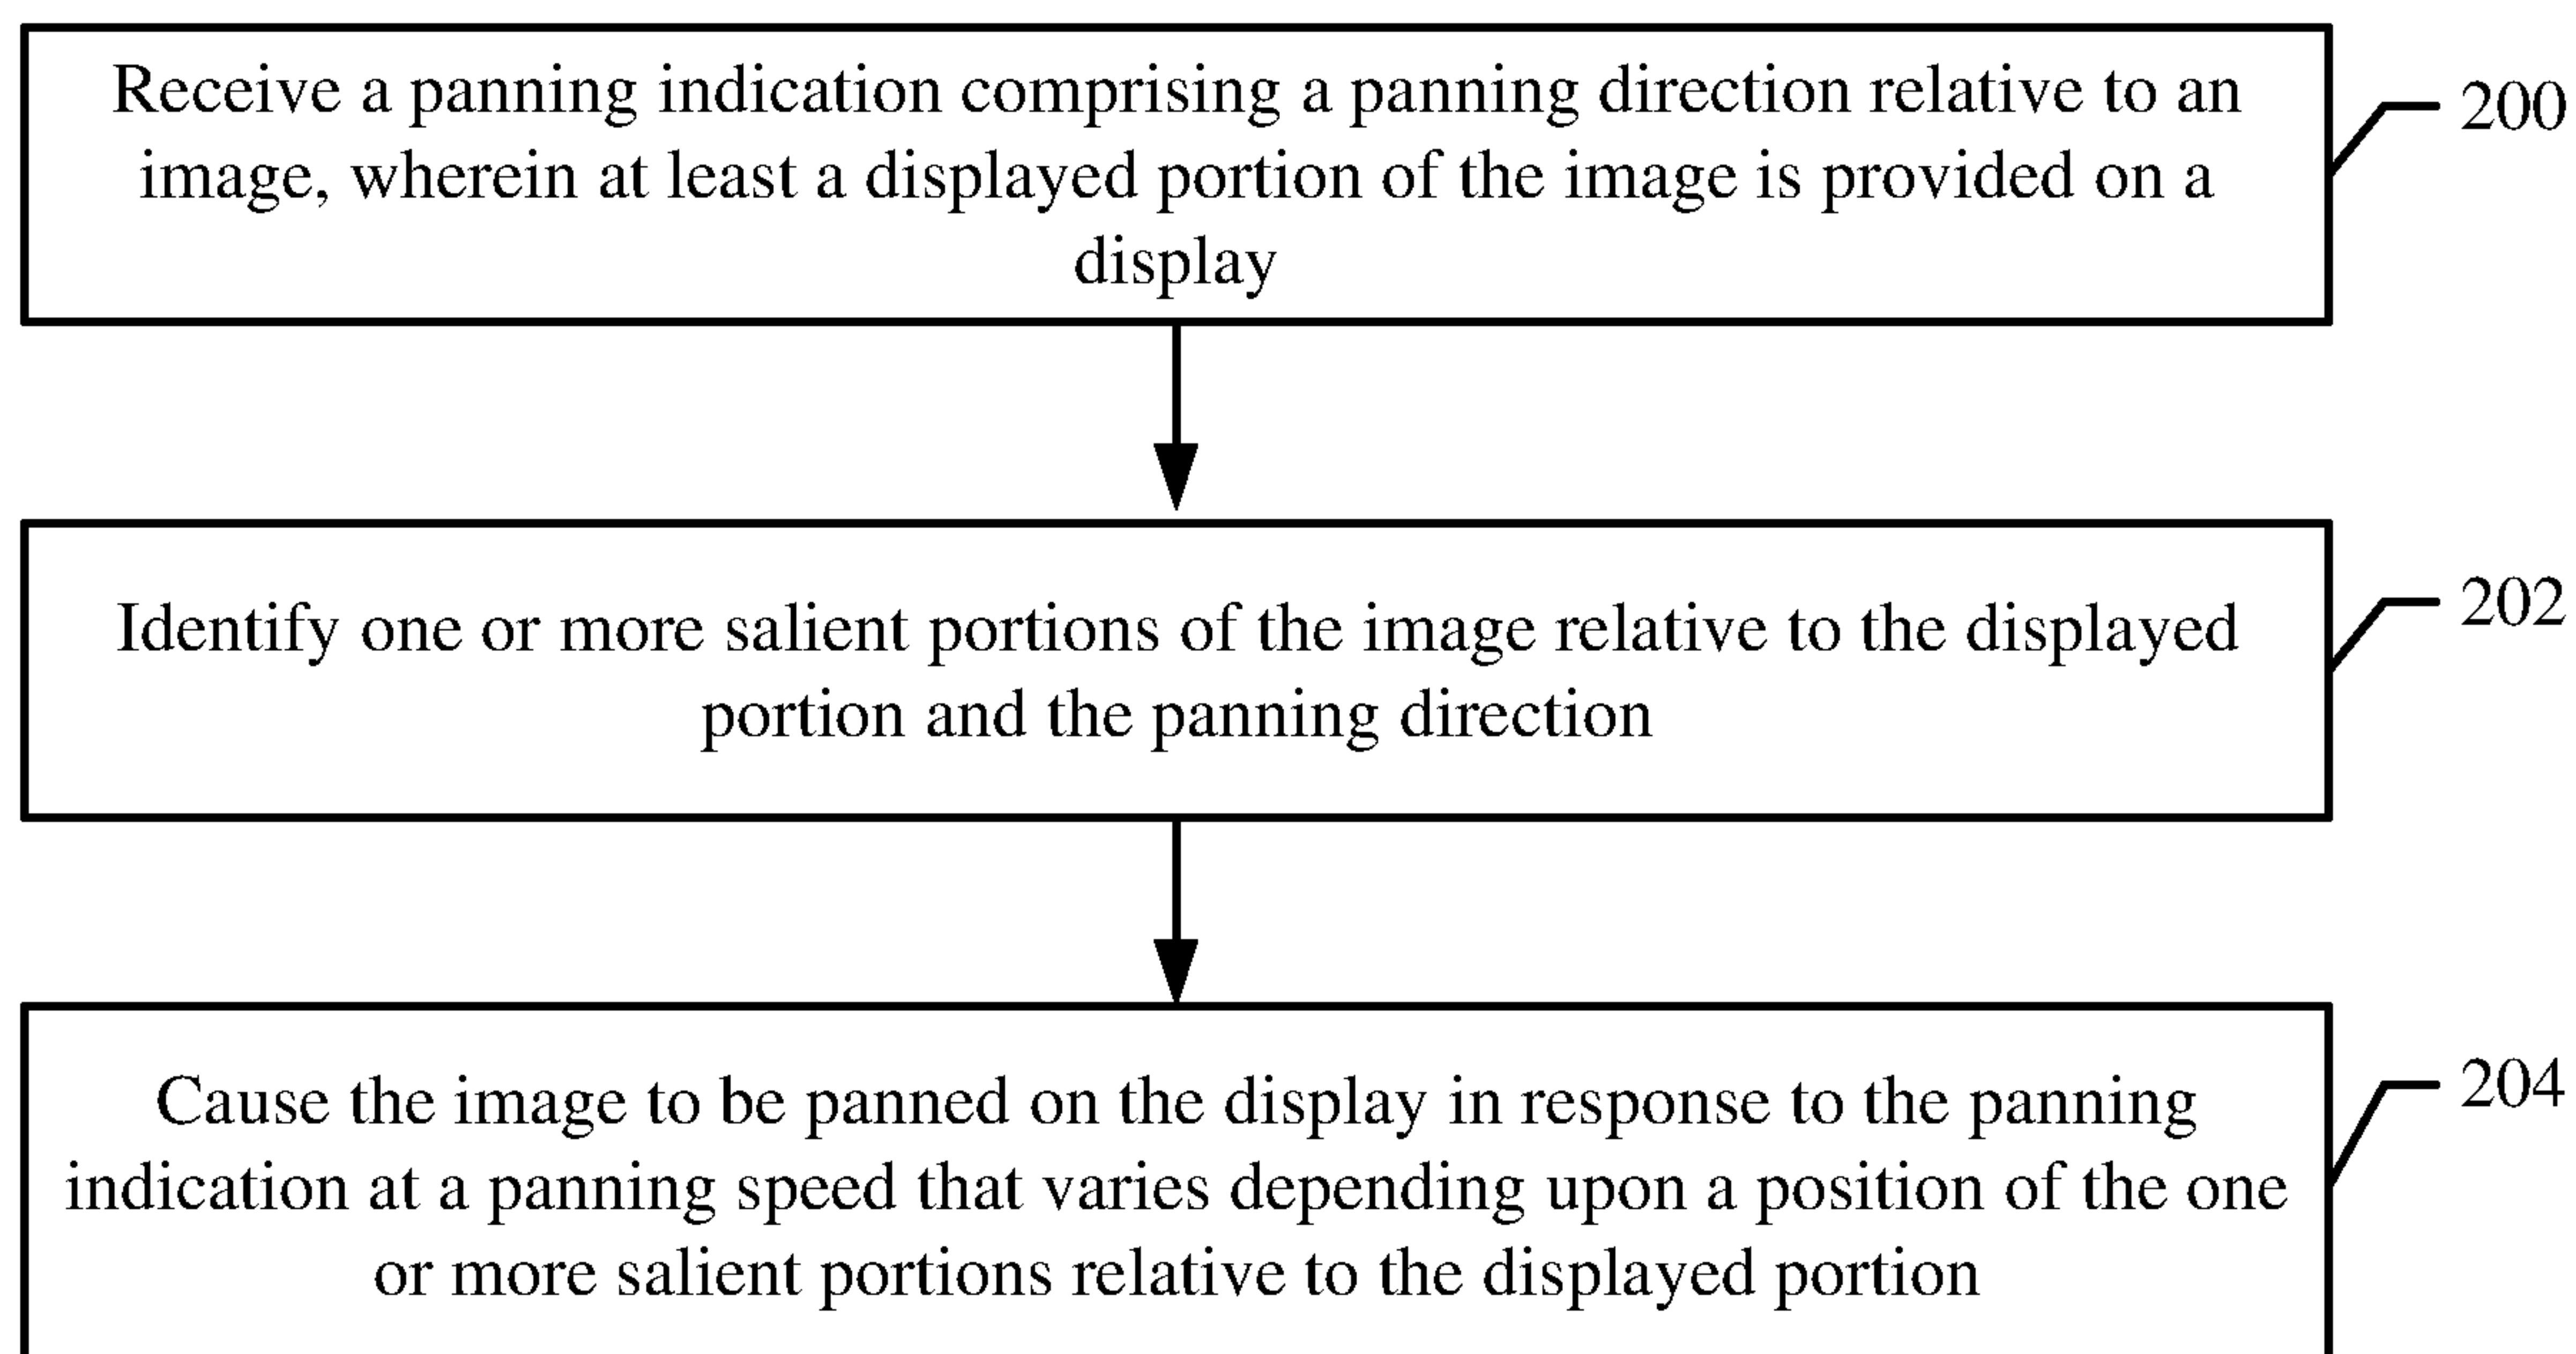 Receive a panning indication comprising a panning direction relative to an
image, wherein at least a displayed portion of the image is provided on a
display
200
Identify one or more salient portions of the image relative to the displayed
portion and the panning direction
202
Cause the image to be panned on the display in response to the panning
indication at a panning speed that varies depending upon a position of the one
or more salient portions relative to the displayed portion
204